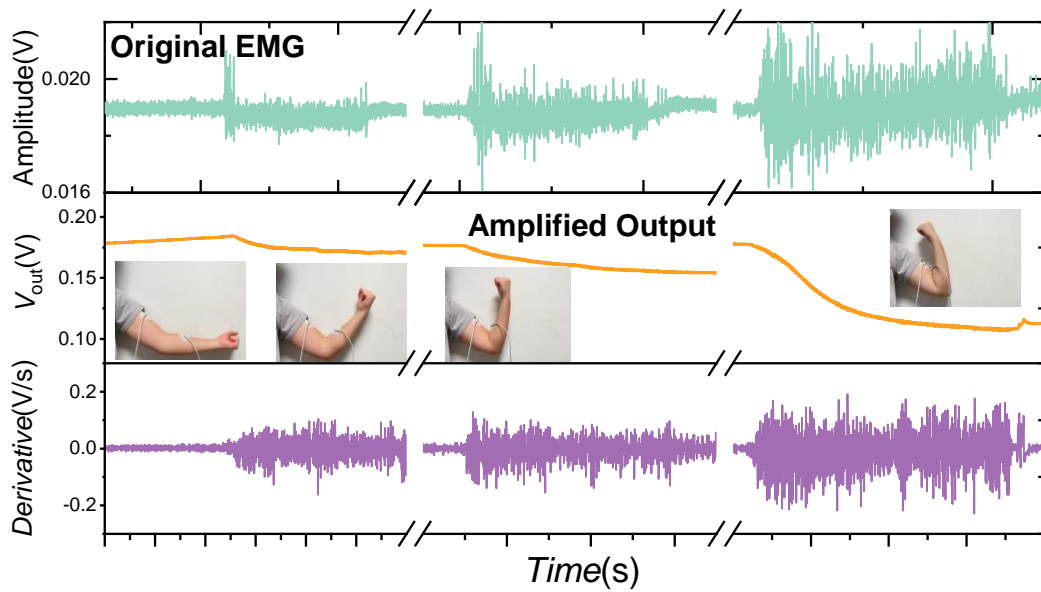 Original EMG
Amplitude(V)
0.020
0.016
Amplified Output
Vout(V)
0.20
0.15
0.10
Derivative(V/s)
0.2
0.0
-0.2
Time(s)